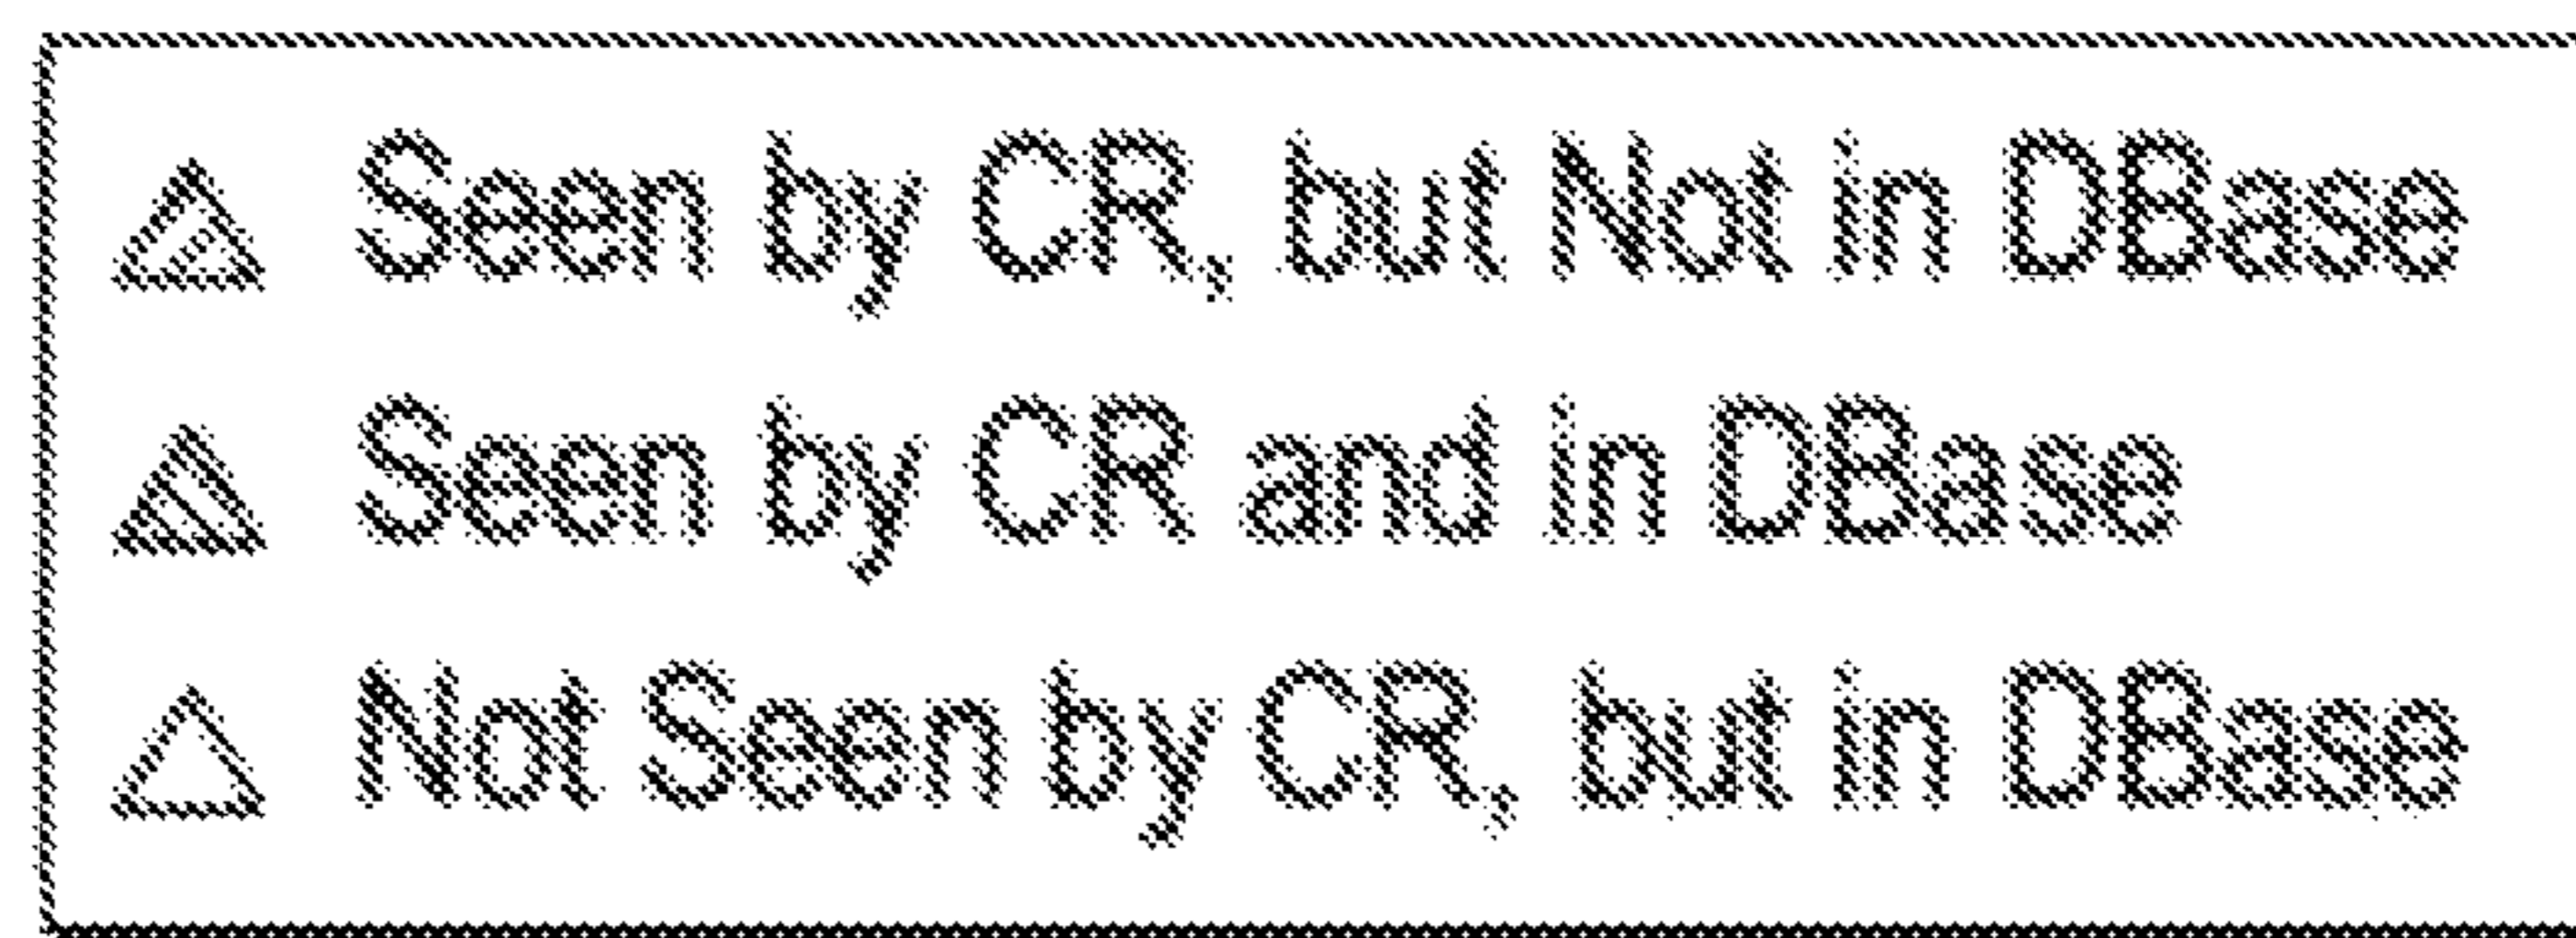 Seen by CR, but Not in DBase
Seen by CR and in DBase
Not Seen by CR, but in DBase